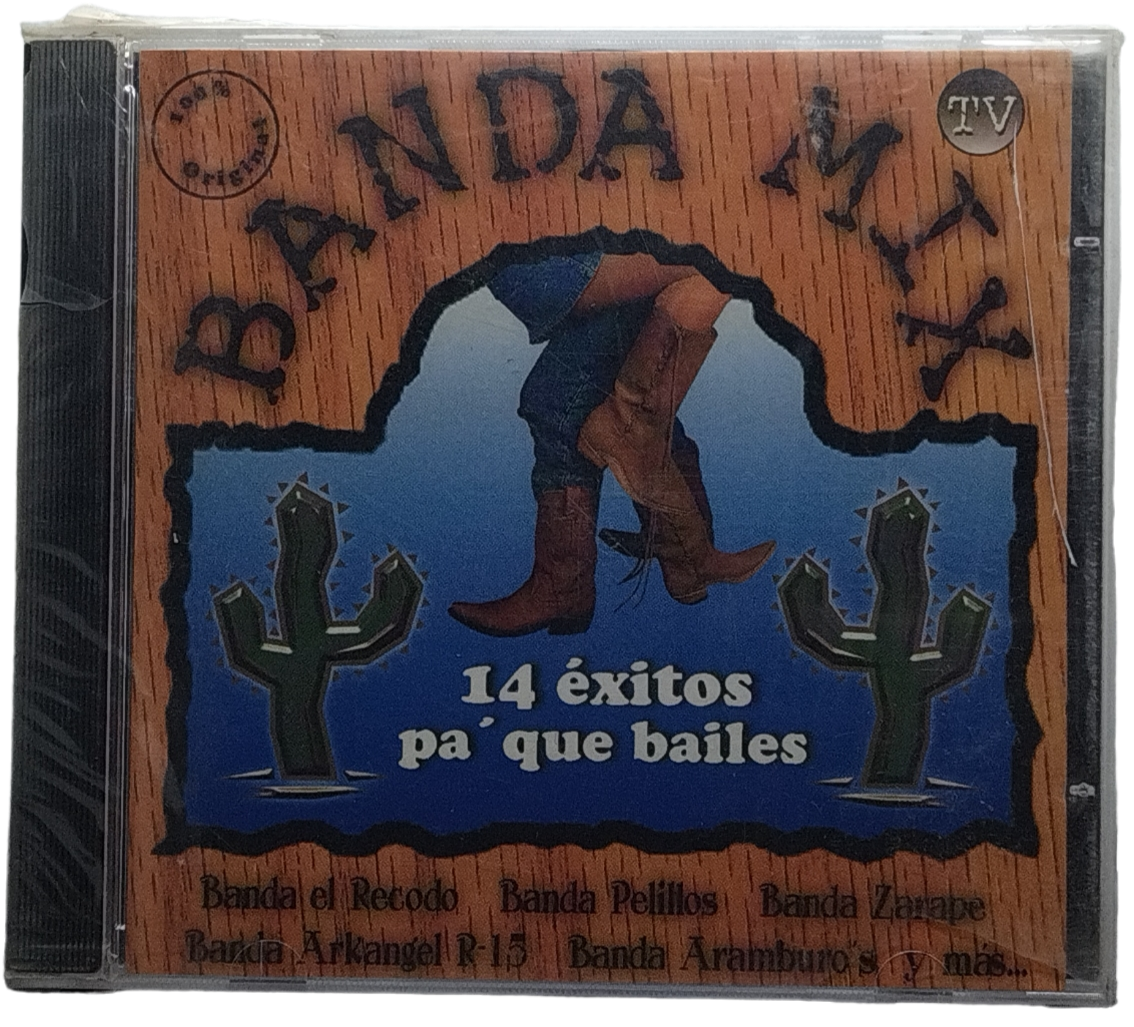 100%
Original
TV
BANDA MIX
14 éxitos
pa´ que bailes
Banda el Recodo Banda Pelillos Banda Zarape
Banda Arkangel R-15 Banda Aramburo´s y más...